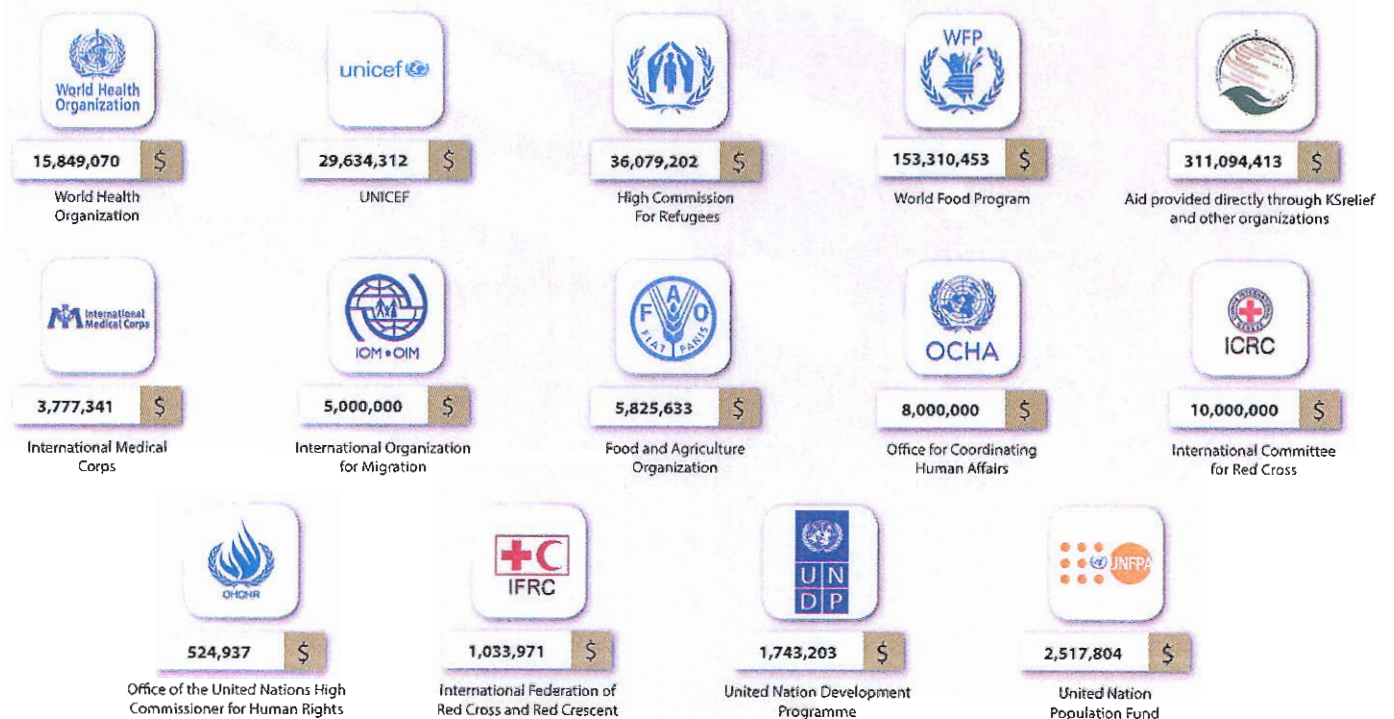 World Health
Organization
unicef
WFP
15,849,070 $
29,634,312 $
36,079,202 $
153,310,453 $
311,094,413 $
World Health
Organization
UNICEF
High Commission
For Refugees
World Food Program
Aid provided directly through KSrelief
and other organizations
International
Medical Corps
IOM • OIM
F A O
FIAT PANIS
OCHA
COMITE INTERNATIONAL GENEVE
ICRC
3,777,341 $
5,000,000 $
5,825,633 $
8,000,000 $
10,000,000 $
International Medical
Corps
International Organization
for Migration
Food and Agriculture
Organization
Office for Coordinating
Human Affairs
International Committee
for Red Cross
OHCHR
IFRC
U N
D P
UNFPA
524,937 $
1,033,971 $
1,743,203 $
2,517,804 $
Office of the United Nations High
Commissioner for Human Rights
International Federation of
Red Cross and Red Crescent
United Nation Development
Programme
United Nation
Population Fund